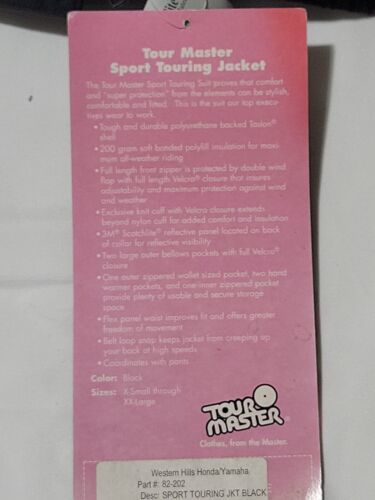 Tour Master
Sport Touring Jacket
The Tour Master Sport Touring Suit proves that comfort
and "super protection" from the elements can be stylish,
comfortable and fitted. This is the suit our top execu-
tives wear to work.
• Tough and durable polyurethane backed Taslon®
shell
• 200 gram soft bonded polyfill insulation for maxi-
mum all-weather riding
• Full length front zipper is protected by double wind
flap with full length Velcro® closure that insures
adjustability and maximum protection against wind
and weather
• Exclusive knit cuff with Velcro closure extends
beyond nylon cuff for added comfort and insulation
• 3M® Scotchlite® reflective panel located on back
of collar for reflective visibility
• Two large outer bellows pockets with full Velcro®
closure
• One outer zippered wallet sized pocket, two hand
warmer pockets, and one inner zippered pocket
provide plenty of usable and secure storage
space
• Flex panel waist improves fit and offers greater
freedom of movement
• Belt loop snap keeps jacket from creeping up
your back at high speeds
• Coordinates with pants
Color: Black
Sizes: X-Small through
XX-Large
TOUR
MASTER®
Clothes, from the Master.
Western Hills Honda/Yamaha
Part #: 82-202
Desc: SPORT TOURING JKT BLACK